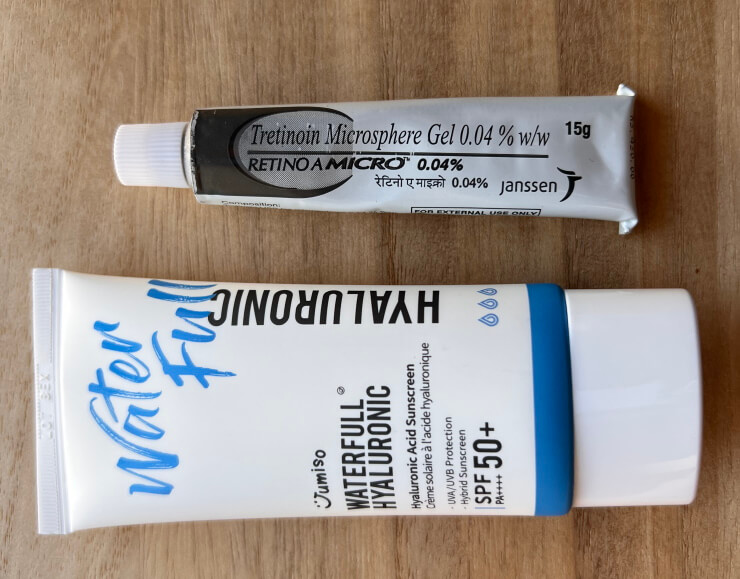 Tretinoin Microsphere Gel 0.04 % w/w 15g
RETINO A MICRO™ 0.04%
रेटिनो ए माइक्रो 0.04% janssen
Composition:
FOR EXTERNAL USE ONLY
Water
Full
HYALURONIC
Jumiso
WATERFULL
HYALURONIC
Hyaluronic Acid Sunscreen
Crème solaire à l'acide hyaluronique
- UVA/UVB Protection
- Hybrid Sunscreen
SPF 50+
PA++++